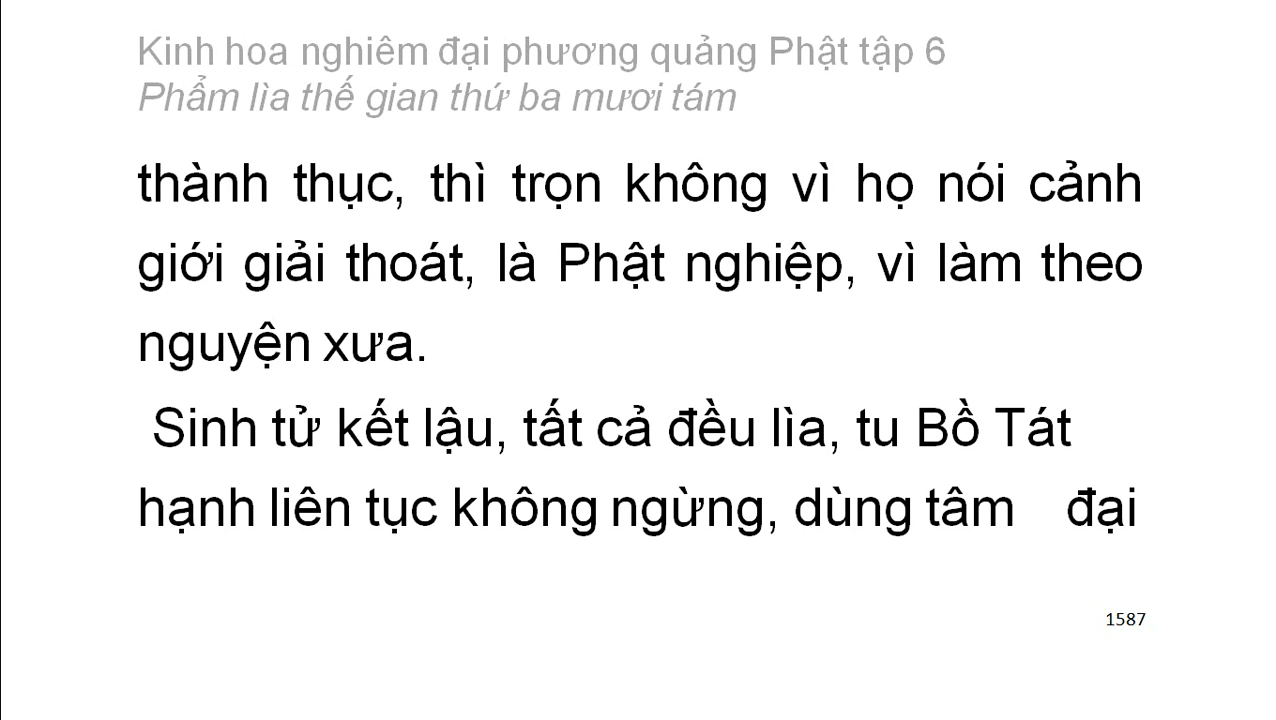 Kinh hoa nghiêm đại phương quảng Phật tập 6
Phẩm lìa thế gian thứ ba mươi tám
thành thục, thì trọn không vì họ nói cảnh
giới giải thoát, là Phật nghiệp, vì làm theo
nguyện xưa.
Sinh tử kết lậu, tất cả đều lìa, tu Bồ Tát
hạnh liên tục không ngừng, dùng tâm đại
1587